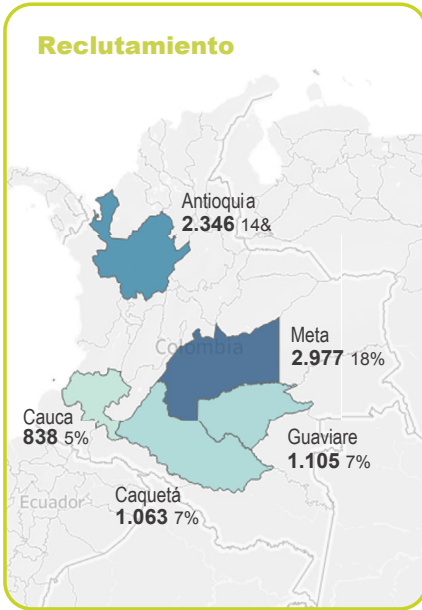 Reclutamiento
Antioquia
2.346 14&
Colombia
Meta
2.977 18%
Cauca
838 5%
Guaviare
1.105 7%
Ecuador
Caquetá
1.063 7%